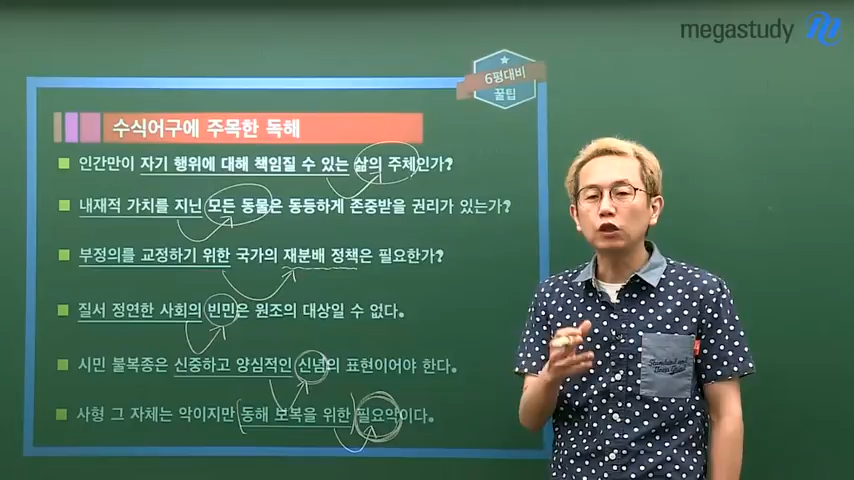 megastudy
6평대비
꿀팁
수식어구에 주목한 독해
인간만이 자기 행위에 대해 책임질 수 있는 삶의 주체인가?
내재적 가치를 지닌 모든 동물은 동등하게 존중받을 권리가 있는가?
부정의를 교정하기 위한 국가의 재분배 정책은 필요한가?
질서 정연한 사회의 빈민은 원조의 대상일 수 없다.
시민 불복종은 신중하고 양심적인 신념의 표현이어야 한다.
사형 그 자체는 악이지만 동해 보복을 위한 필요악이다.